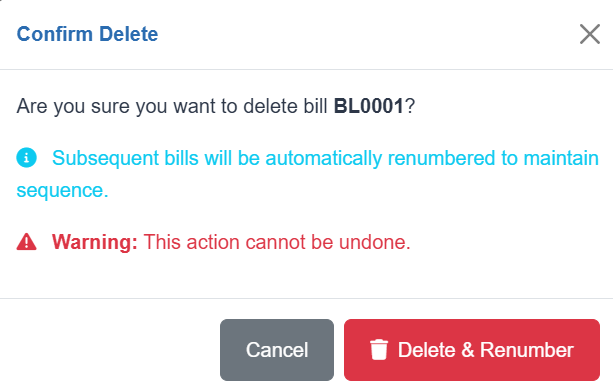 Confirm Delete
Are you sure you want to delete bill BL0001?
Subsequent bills will be automatically renumbered to maintain
sequence.
Warning: This action cannot be undone.
Cancel
Delete & Renumber